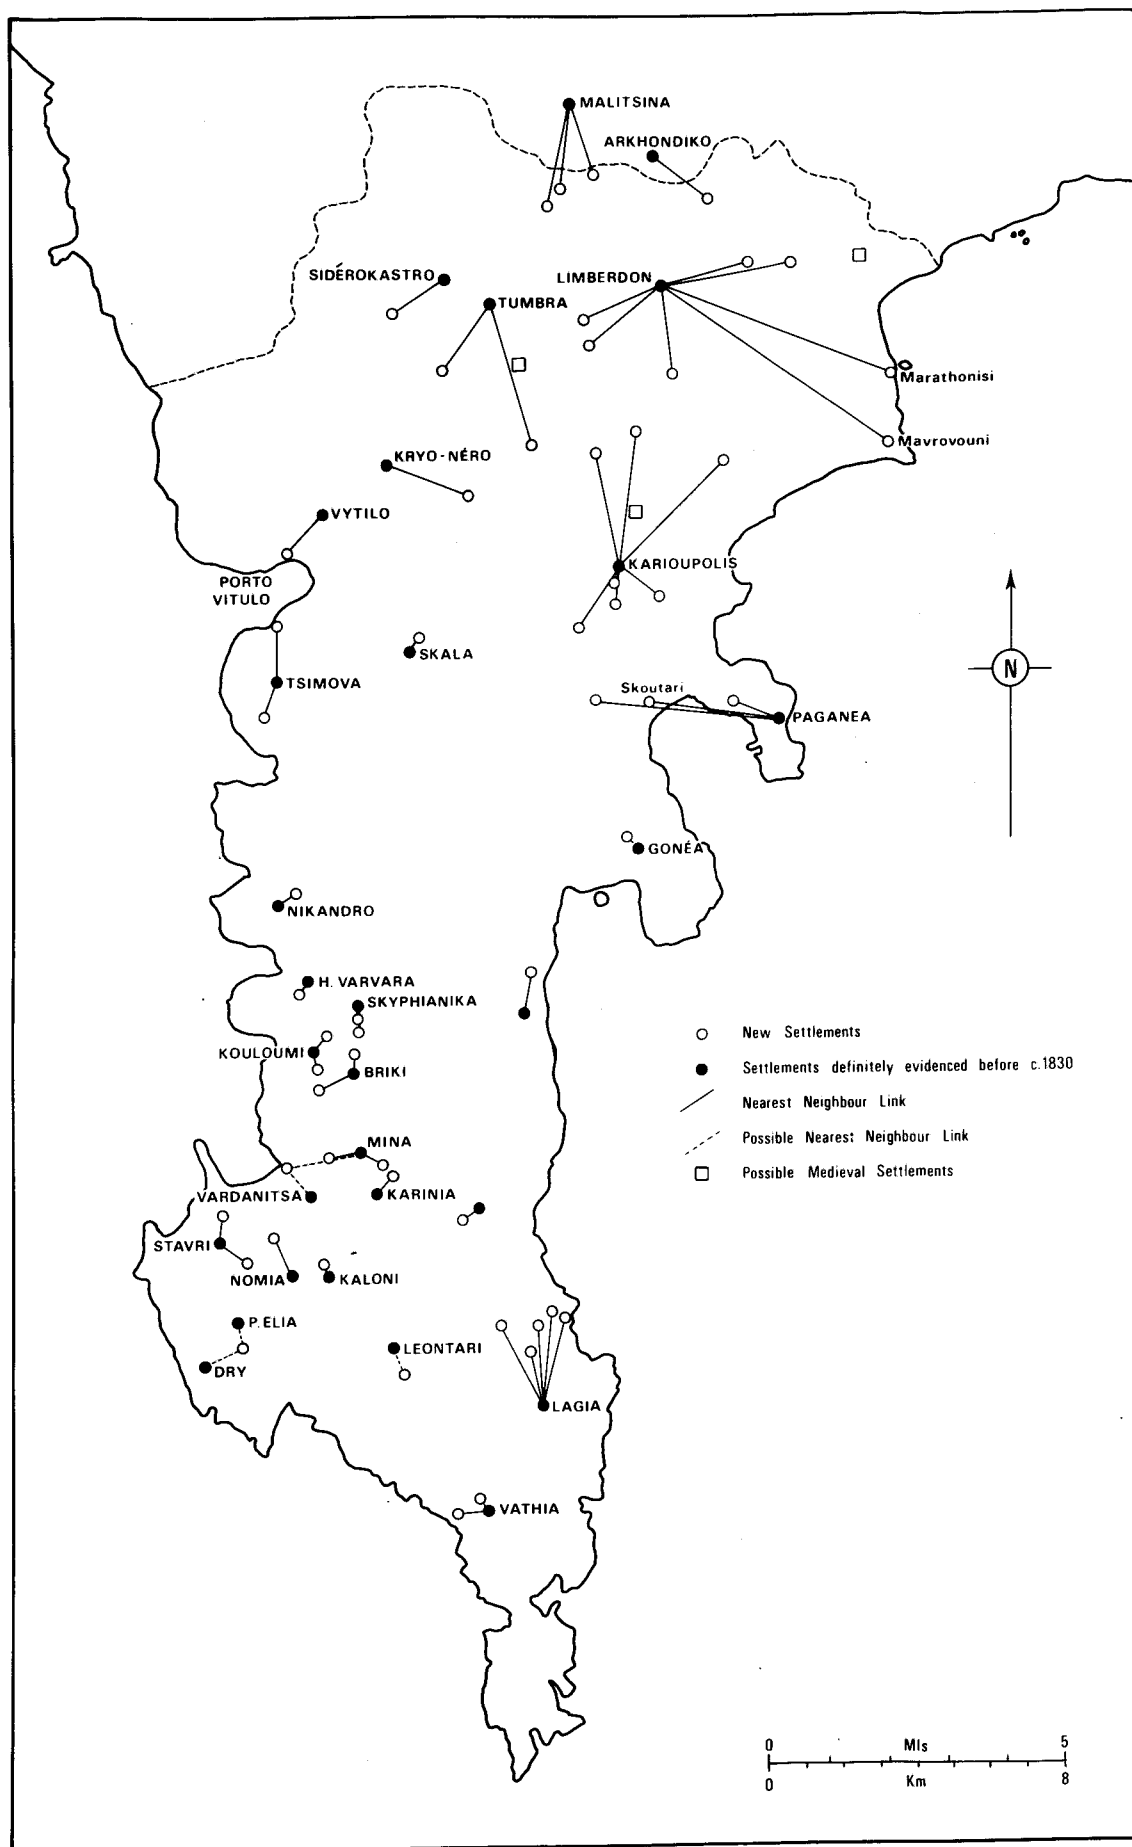 MALITSINA
ARKHONDIKO
SIDÉROKASTRO
LIMBERDON
TUMBRA
Marathonisi
Mavrovouni
KRYO-NÉRO
VYTILO
KARIOUPOLIS
PORTO
VITULO
N
SKALA
TSIMOVA
Skoutari
PAGANEA
GONÉA
NIKANDRO
H. VARVARA
SKYPHIANIKA
KOULOUMI
BRIKI
New Settlements
Settlements definitely evidenced before c.1830
Nearest Neighbour Link
Possible Nearest Neighbour Link
Possible Medieval Settlements
MINA
VARDANITSA
KARINIA
STAVRI
NOMIA
KALONI
P. ELIA
LEONTARI
DRY
LAGIA
VATHIA
0 Mls 5
0 Km 8